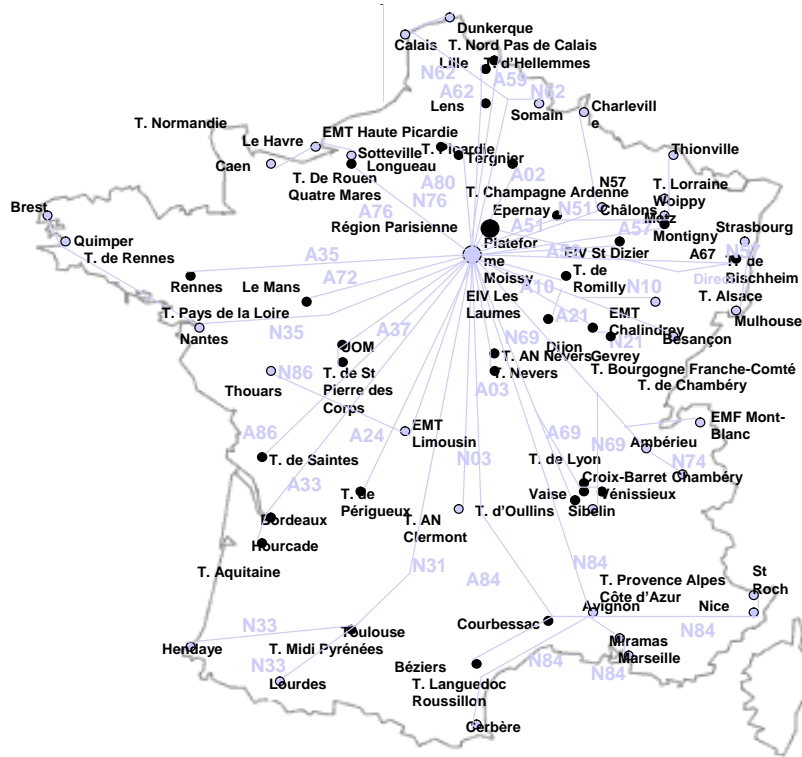 Dunkerque
Calais
T. Nord Pas de Calais
Lille
T. d'Hellemmes
N62
A59
A62
N62
Lens
Somain
Charlevill
e
T. Normandie
Le Havre
EMT Haute Picardie
T. Picardie
Sotteville
Tergnier
Thionville
Caen
Longueau
A02
T. De Rouen
Quatre Mares
A80
N76
N57
T. Lorraine
T. Champagne Ardenne
Woippy
Brest
A76
Epernay
N51
Châlons
Metz
Région Parisienne
A51
A57
Montigny
Strasbourg
Quimper
Platefor
me
Moissy
EIV St Dizier
A67
T. de
Bischheim
T. de Rennes
A35
A72
T. de
Romilly
Direct
Rennes
Le Mans
EIV Les
Laumes
A10
N10
T. Alsace
Mulhouse
T. Pays de la Loire
Nantes
N35
A37
A21
EMT
Chalindrey
N69
N21
Besançon
UOM
Dijon
Gevrey
T. AN Nevers
T. Nevers
N86
T. de St
Pierre des
Corps
A03
T. Bourgogne Franche-Comté
T. de Chambéry
Thouars
EMT
Limousin
EMF Mont-
Blanc
A86
A24
A69
N69
Ambérieu
T. de Saintes
T. de Lyon
N74
A33
N03
Croix-Barret
Chambéry
T. de
Périgueux
Vaise
Vénissieux
T. AN
Clermont
T. d'Oullins
Sibelin
Bordeaux
Hourcade
N31
N84
T. Aquitaine
A84
T. Provence Alpes
Côte d'Azur
St
Roch
Avignon
Nice
N33
Toulouse
Courbessac
N84
Hendaye
T. Midi Pyrénées
Miramas
Marseille
N33
Béziers
N84
N84
Lourdes
T. Languedoc
Roussillon
Cerbère